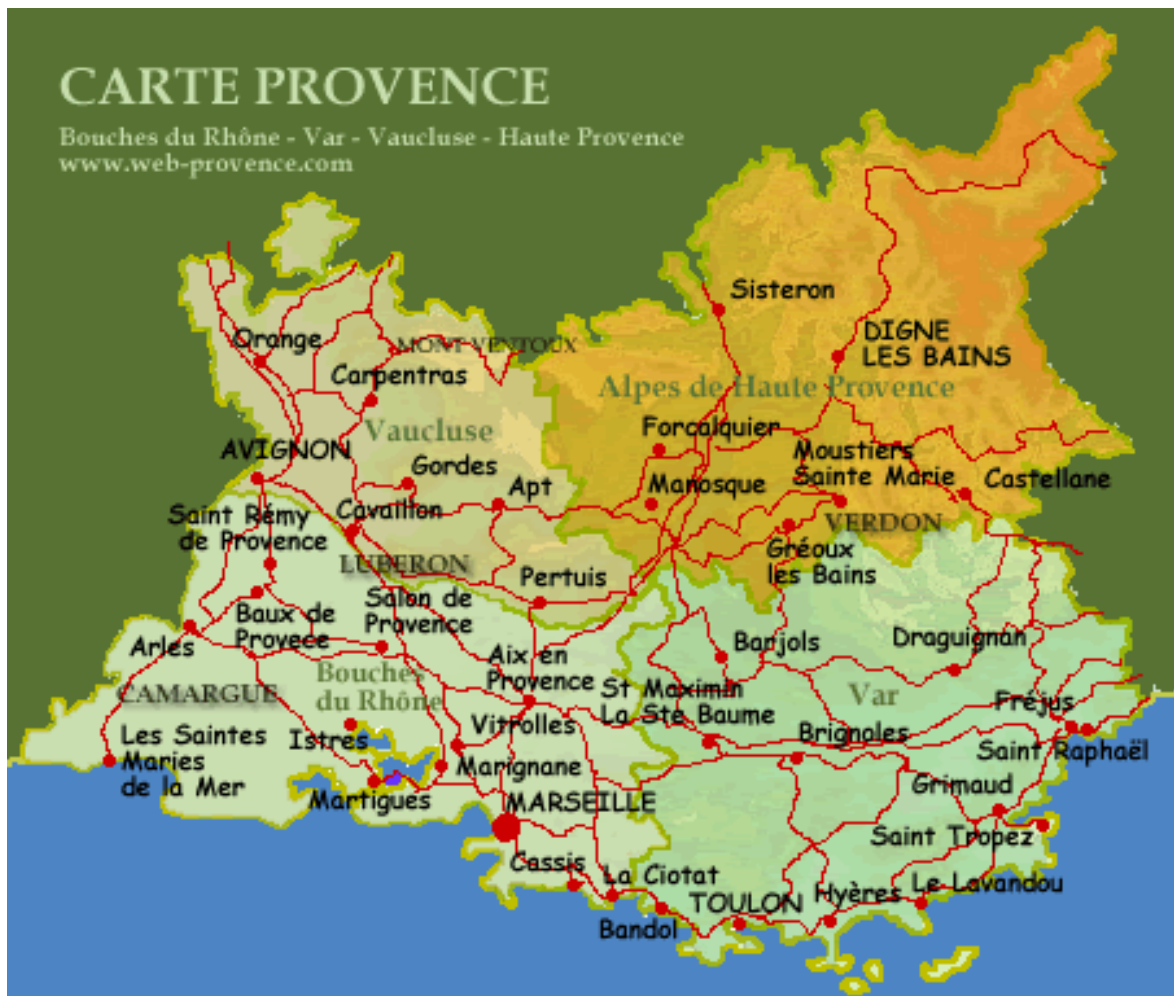 CARTE PROVENCE
Bouches du Rhône - Var - Vaucluse - Haute Provence
www.web-provence.com
Sisteron
Orange
MONT VENTOUX
DIGNE
LES BAINS
Carpentras
Alpes de Haute Provence
Vaucluse
Forcalquier
AVIGNON
Gordes
Moustiers
Sainte Marie
Castellane
Apt
Manosque
Cavaillon
Saint Rémy
de Provence
VERDON
LUBERON
Gréoux
les Bains
Pertuis
Salon de
Provence
Baux de
Provece
Arles
Barjols
Draguignan
Aix en
Provence
Bouches
du Rhône
CAMARGUE
St Maximin
La Ste Baume
Var
Fréjus
Vitrolles
Les Saintes
Maries
de la Mer
Istres
Brignoles
Saint Raphaël
Marignane
Martigues
MARSEILLE
Grimaud
Saint Tropez
Cassis
La Ciotat
Le Lavandou
Hyères
TOULON
Bandol